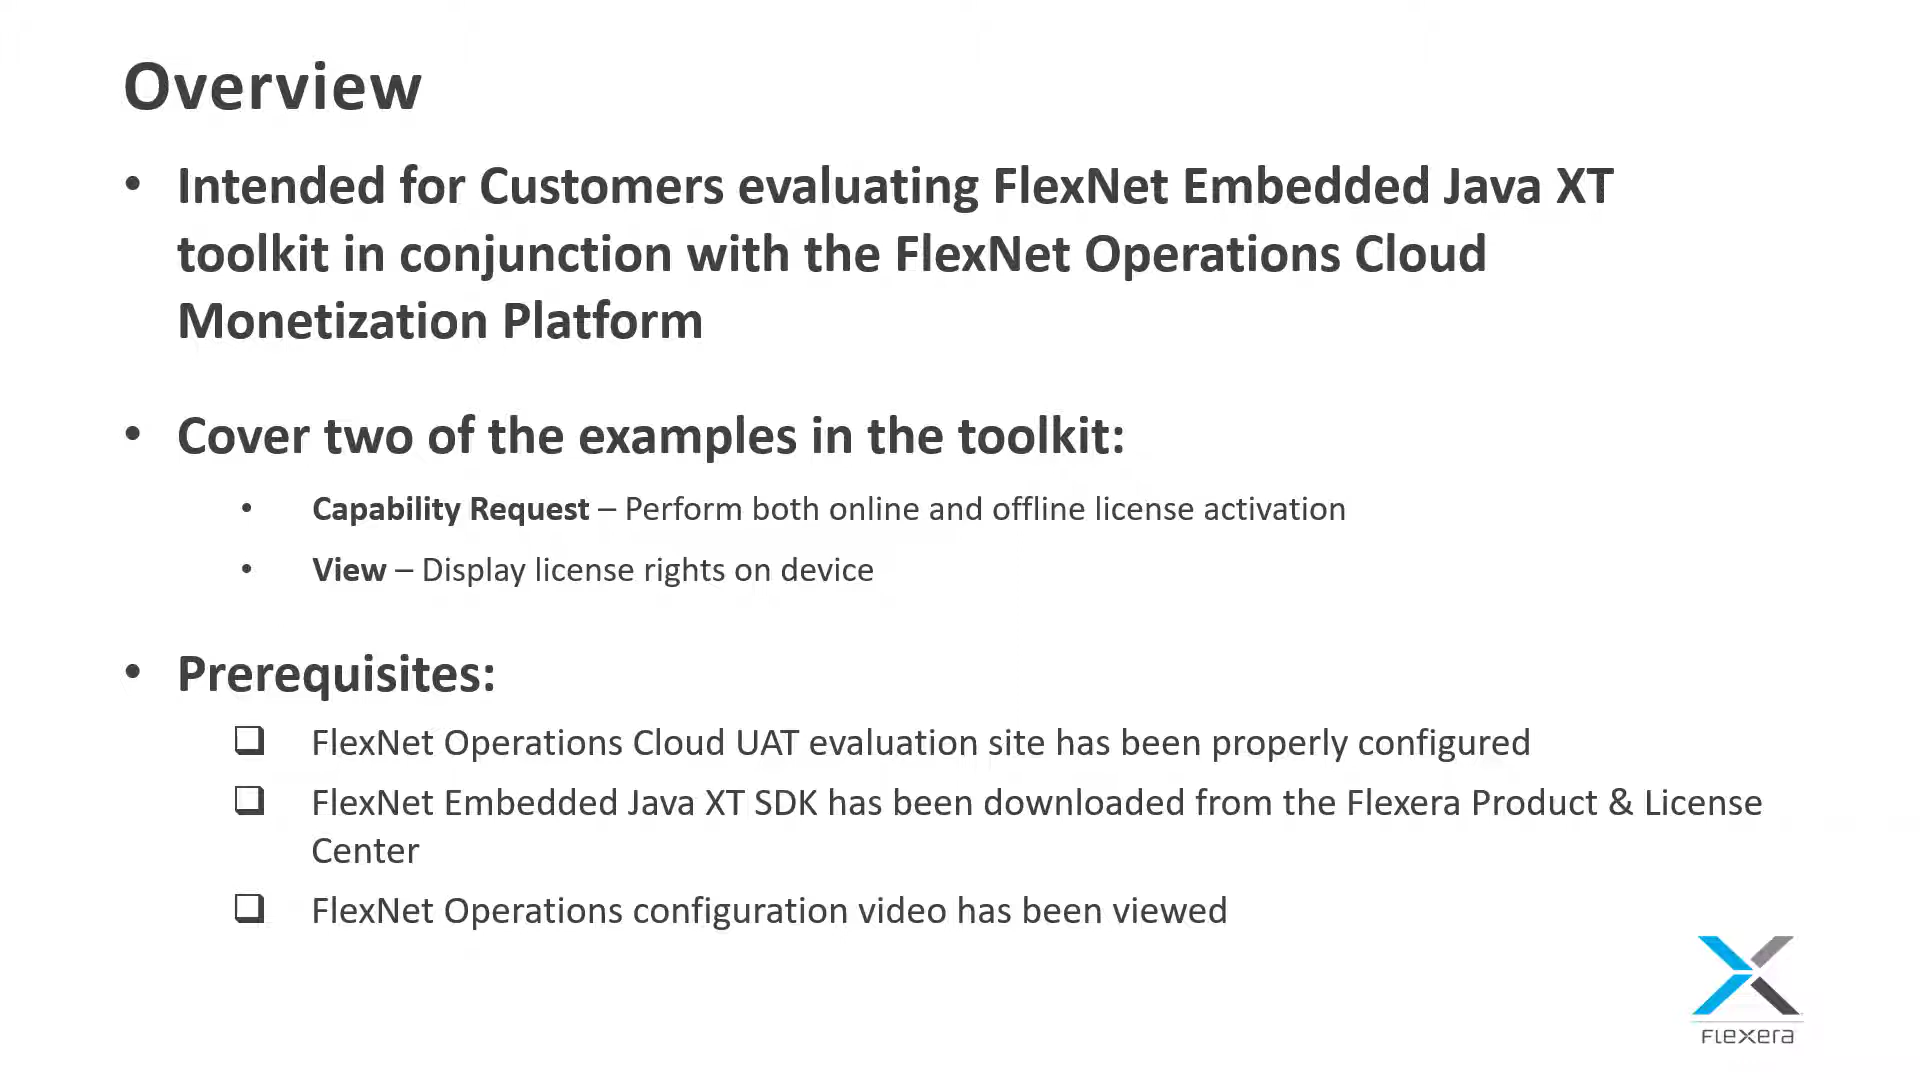 Overview
• Intended for Customers evaluating FlexNet Embedded Java XT
toolkit in conjunction with the FlexNet Operations Cloud
Monetization Platform
• Cover two of the examples in the toolkit:
• Capability Request – Perform both online and offline license activation
• View – Display license rights on device
• Prerequisites:
❑ FlexNet Operations Cloud UAT evaluation site has been properly configured
❑ FlexNet Embedded Java XT SDK has been downloaded from the Flexera Product & License
Center
❑ FlexNet Operations configuration video has been viewed
FLEXERA